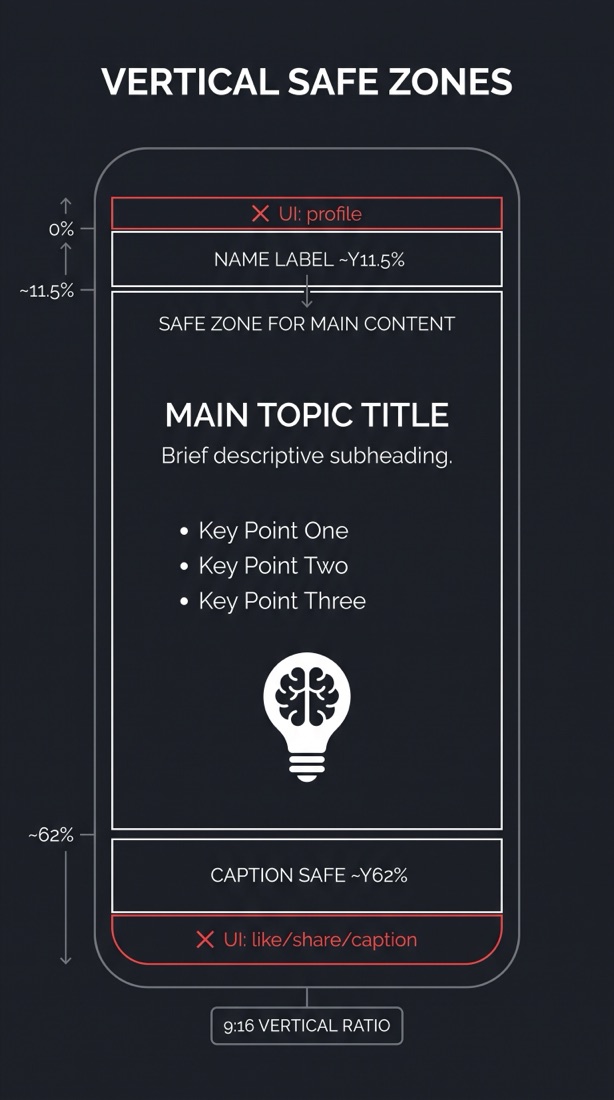 VERTICAL SAFE ZONES
UI: profile
0%
NAME LABEL ~Y11.5%
~11.5%
SAFE ZONE FOR MAIN CONTENT
MAIN TOPIC TITLE
Brief descriptive subheading.
• Key Point One
• Key Point Two
• Key Point Three
~62%
CAPTION SAFE ~Y62%
UI: like/share/caption
9:16 VERTICAL RATIO